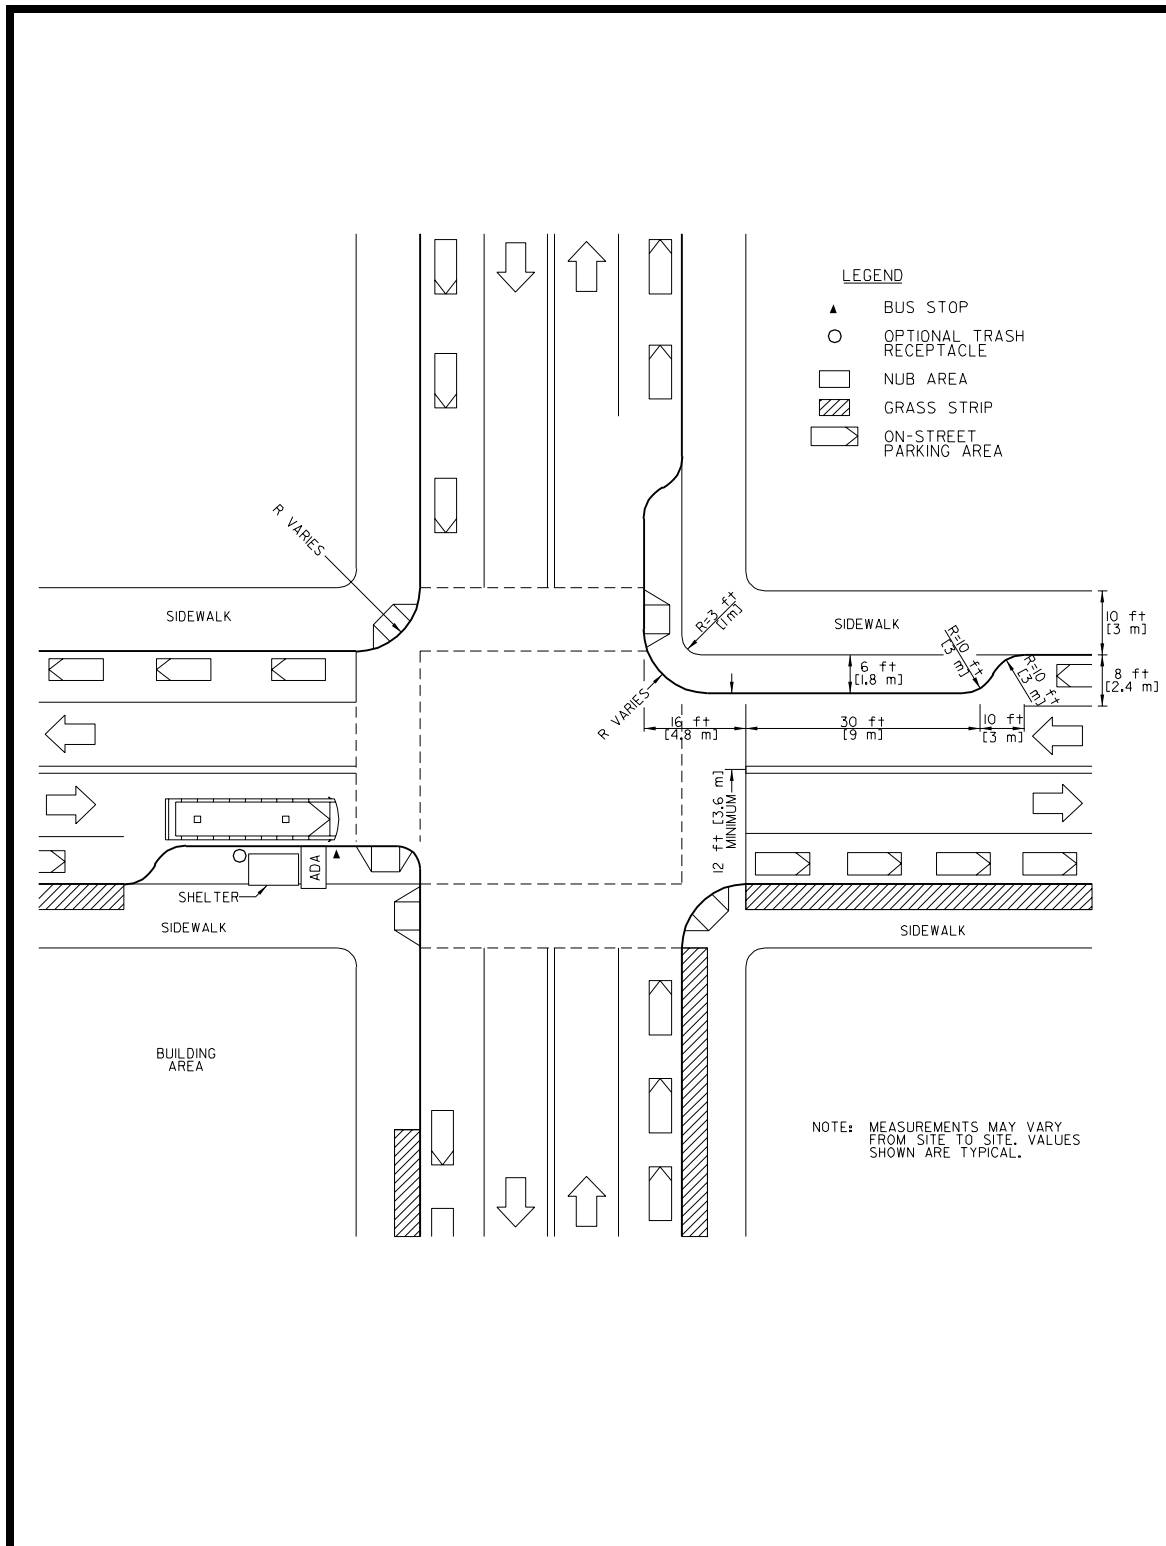 LEGEND
BUS STOP
OPTIONAL TRASH
RECEPTACLE
NUB AREA
GRASS STRIP
ON-STREET
PARKING AREA
R VARIES
SIDEWALK
R=3 ft
[1m]
SIDEWALK
10 ft
[3 m]
R=10 ft
[3 m]
R=10 ft
[3 m]
6 ft
[1.8 m]
8 ft
[2.4 m]
R VARIES
16 ft
[4.8 m]
30 ft
[9 m]
10 ft
[3 m]
12 ft [3.6 m]
MINIMUM
ADA
SHELTER
SIDEWALK
SIDEWALK
BUILDING
AREA
NOTE: MEASUREMENTS MAY VARY
FROM SITE TO SITE. VALUES
SHOWN ARE TYPICAL.